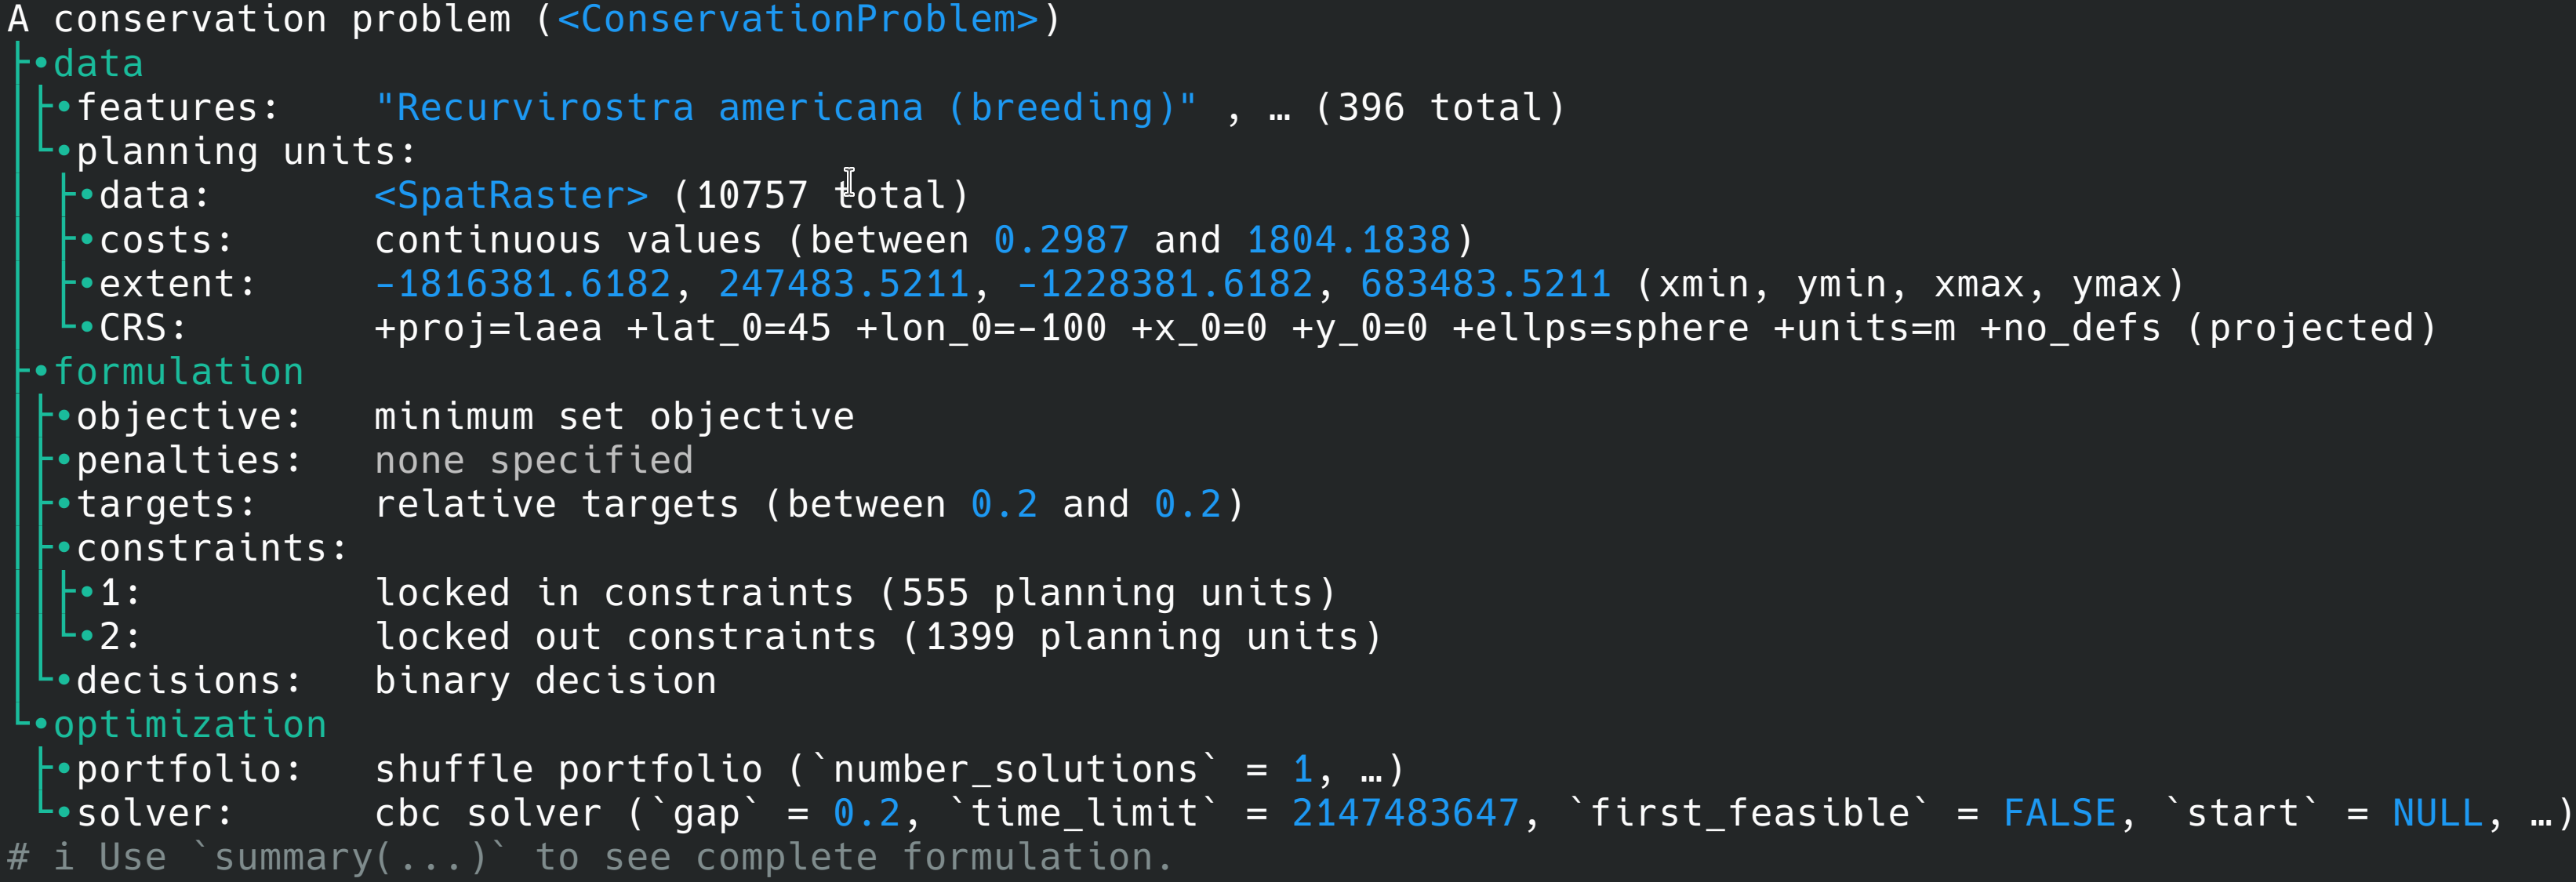 A conservation problem (<ConservationProblem>)
├•data
│├•features:    "Recurvirostra americana (breeding)" , … (396 total)
│└•planning units:
│ ├•data:       <SpatRaster> (10757 total)
│ ├•costs:      continuous values (between 0.2987 and 1804.1838)
│ ├•extent:     -1816381.6182, 247483.5211, -1228381.6182, 683483.5211 (xmin, ymin, xmax, ymax)
│ └•CRS:        +proj=laea +lat_0=45 +lon_0=-100 +x_0=0 +y_0=0 +ellps=sphere +units=m +no_defs (projected)
├•formulation
│├•objective:   minimum set objective
│├•penalties:   none specified
│├•targets:     relative targets (between 0.2 and 0.2)
│├•constraints:
││├•1:          locked in constraints (555 planning units)
││└•2:          locked out constraints (1399 planning units)
│└•decisions:   binary decision
└•optimization
 ├•portfolio:   shuffle portfolio (`number_solutions` = 1, …)
 └•solver:      cbc solver (`gap` = 0.2, `time_limit` = 2147483647, `first_feasible` = FALSE, `start` = NULL, …)
# i Use `summary(...)` to see complete formulation.